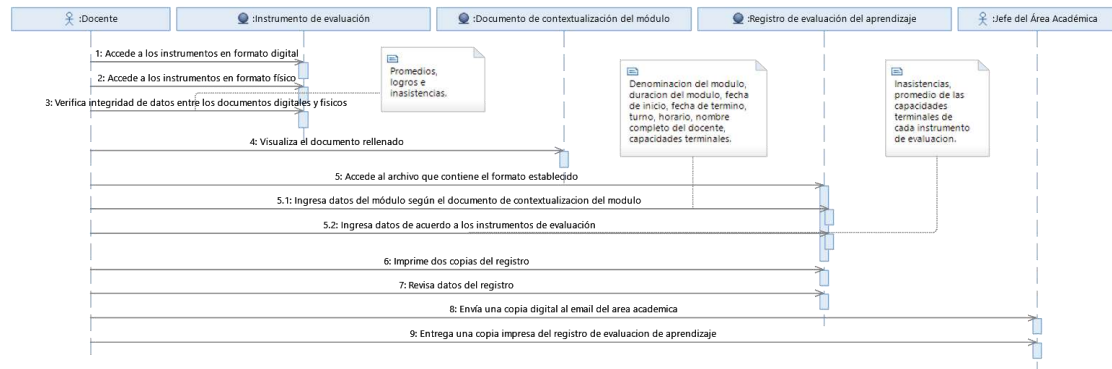 :Docente
:Instrumento de evaluación
:Documento de contextualización del módulo
:Registro de evaluación del aprendizaje
:Jefe del Área Académica
1: Accede a los instrumentos en formato digital
2: Accede a los instrumentos en formato físico
3: Verifica integridad de datos entre los documentos digitales y fisicos
Promedios,
logros e
inasistencias.
4: Visualiza el documento rellenado
Denominacion del modulo,
duracion del modulo, fecha
de inicio, fecha de termino,
turno, horario, nombre
completo del docente,
capacidades terminales.
Inasistencias,
promedio de las
capacidades
terminales de
cada instrumento
de evaluacion.
5: Accede al archivo que contiene el formato establecido
5.1: Ingresa datos del módulo según el documento de contextualizacion del modulo
5.2: Ingresa datos de acuerdo a los instrumentos de evaluación
6: Imprime dos copias del registro
7: Revisa datos del registro
8: Envía una copia digital al email del area academica
9: Entrega una copia impresa del registro de evaluacion de aprendizaje